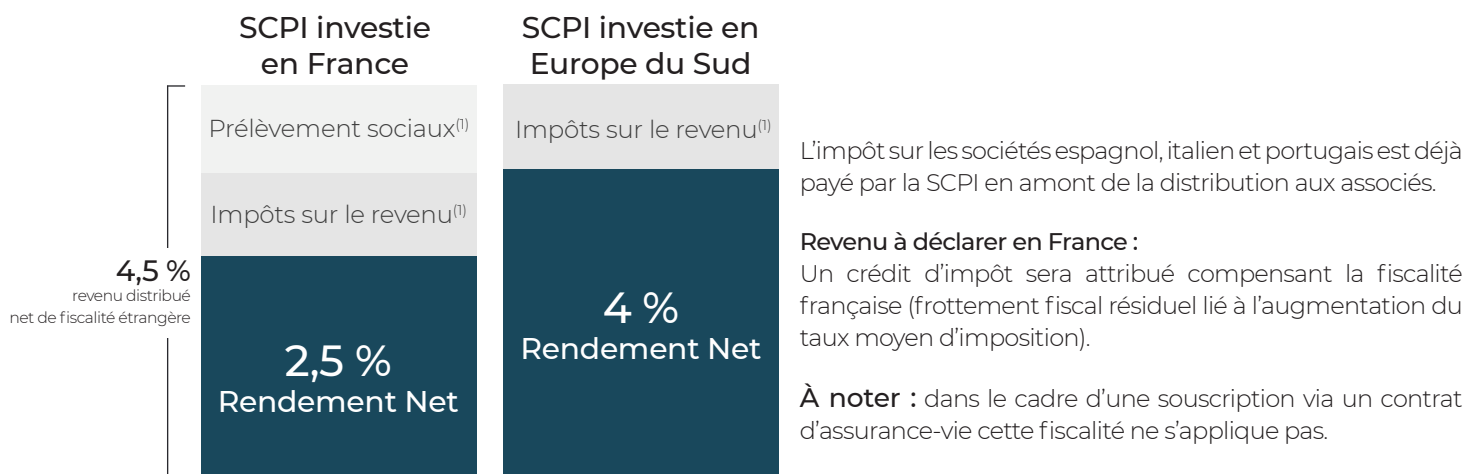 SCPI investie
en France
SCPI investie en
Europe du Sud
Prélèvement sociaux(1)
Impôts sur le revenu(1)
4,5 %
revenu distribué
net de fiscalité étrangère
2,5 %
Rendement Net
Impôts sur le revenu(1)
4 %
Rendement Net
L’impôt sur les sociétés espagnol, italien et portugais est déjà
payé par la SCPI en amont de la distribution aux associés.
Revenu à déclarer en France :
Un crédit d’impôt sera attribué compensant la fiscalité
française (frottement fiscal résiduel lié à l’augmentation du
taux moyen d’imposition).
À noter : dans le cadre d’une souscription via un contrat
d’assurance-vie cette fiscalité ne s’applique pas.